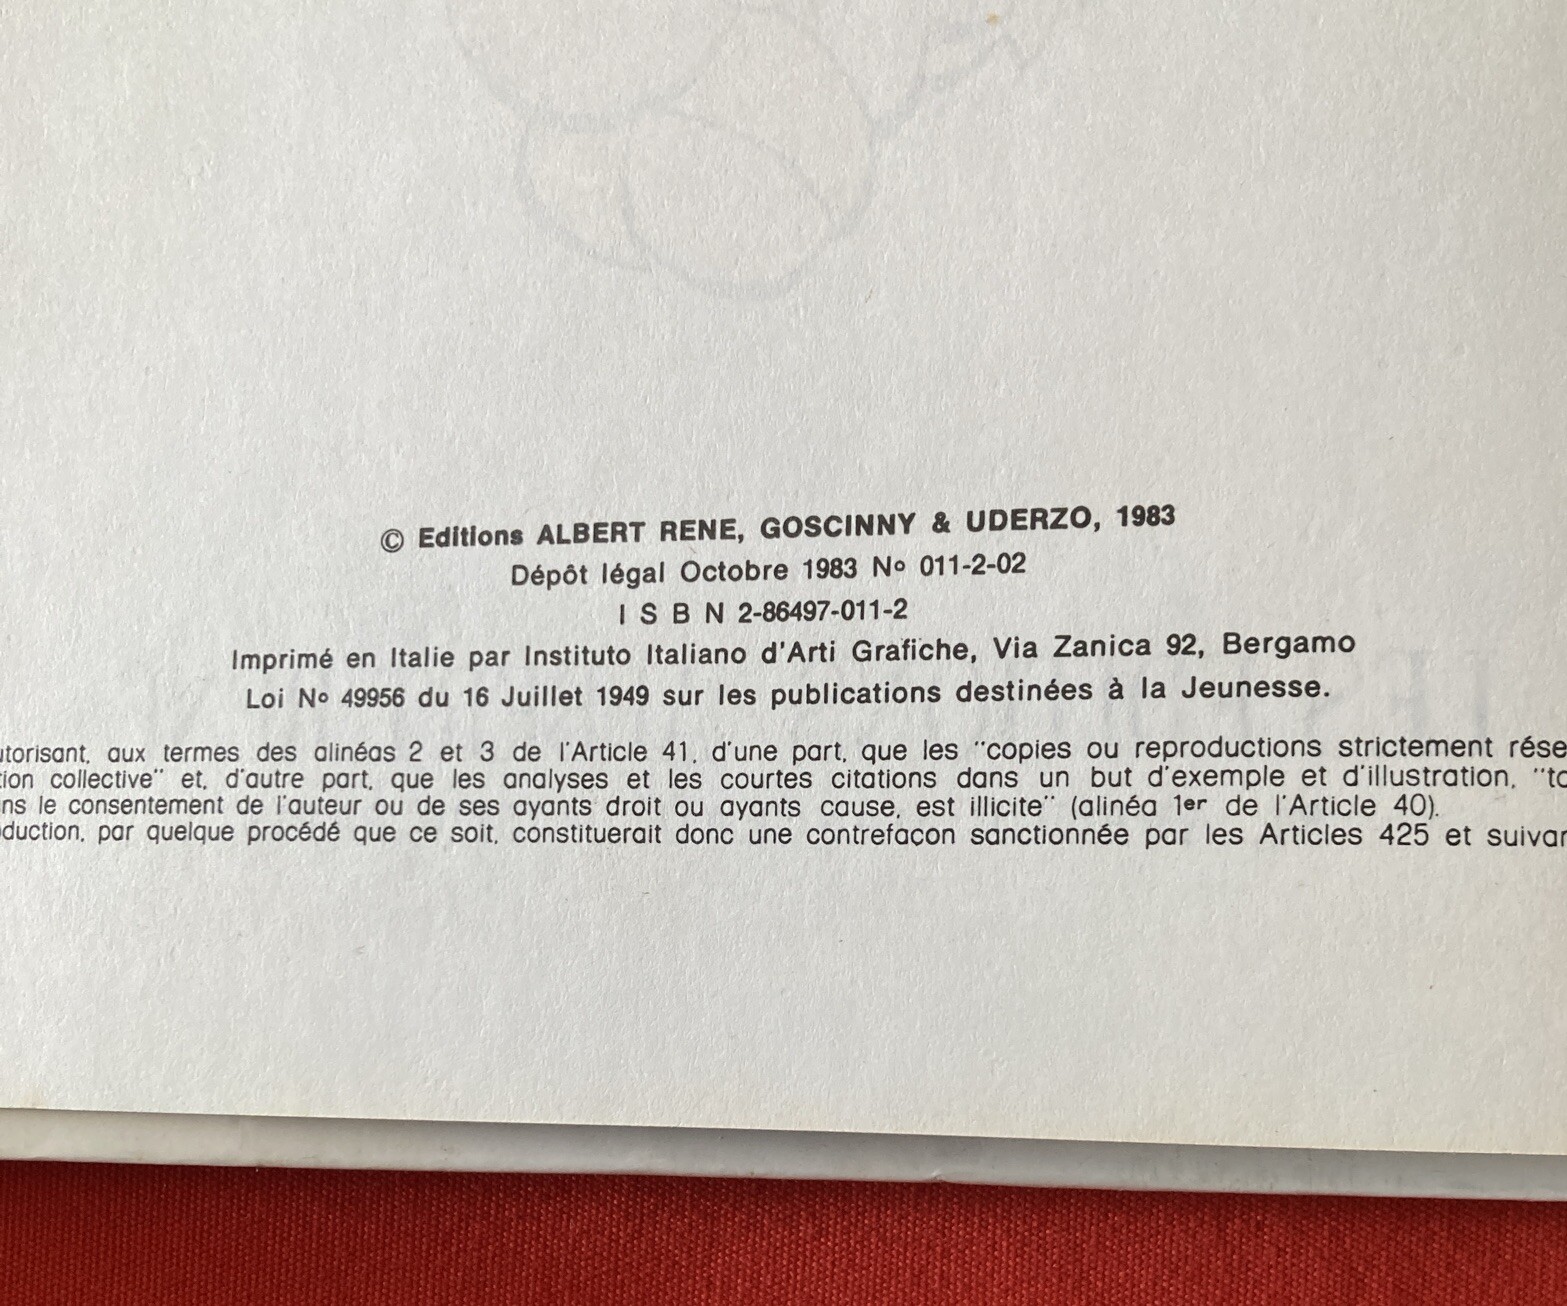 © Editions ALBERT RENE, GOSCINNY & UDERZO, 1983
Dépôt légal Octobre 1983 No 011-2-02
I S B N 2-86497-011-2
Imprimé en Italie par Instituto Italiano d'Arti Grafiche, Via Zanica 92, Bergamo
Loi No 49956 du 16 Juillet 1949 sur les publications destinées à la Jeunesse.
utorisant, aux termes des alinéas 2 et 3 de l'Article 41, d'une part, que les "copies ou reproductions strictement rése
tion collective" et, d'autre part, que les analyses et les courtes citations dans un but d'exemple et d'illustration, "to
ns le consentement de l'auteur ou de ses ayants droit ou ayants cause, est illicite" (alinéa 1er de l'Article 40).
duction, par quelque procédé que ce soit, constituerait donc une contrefaçon sanctionnée par les Articles 425 et suivan